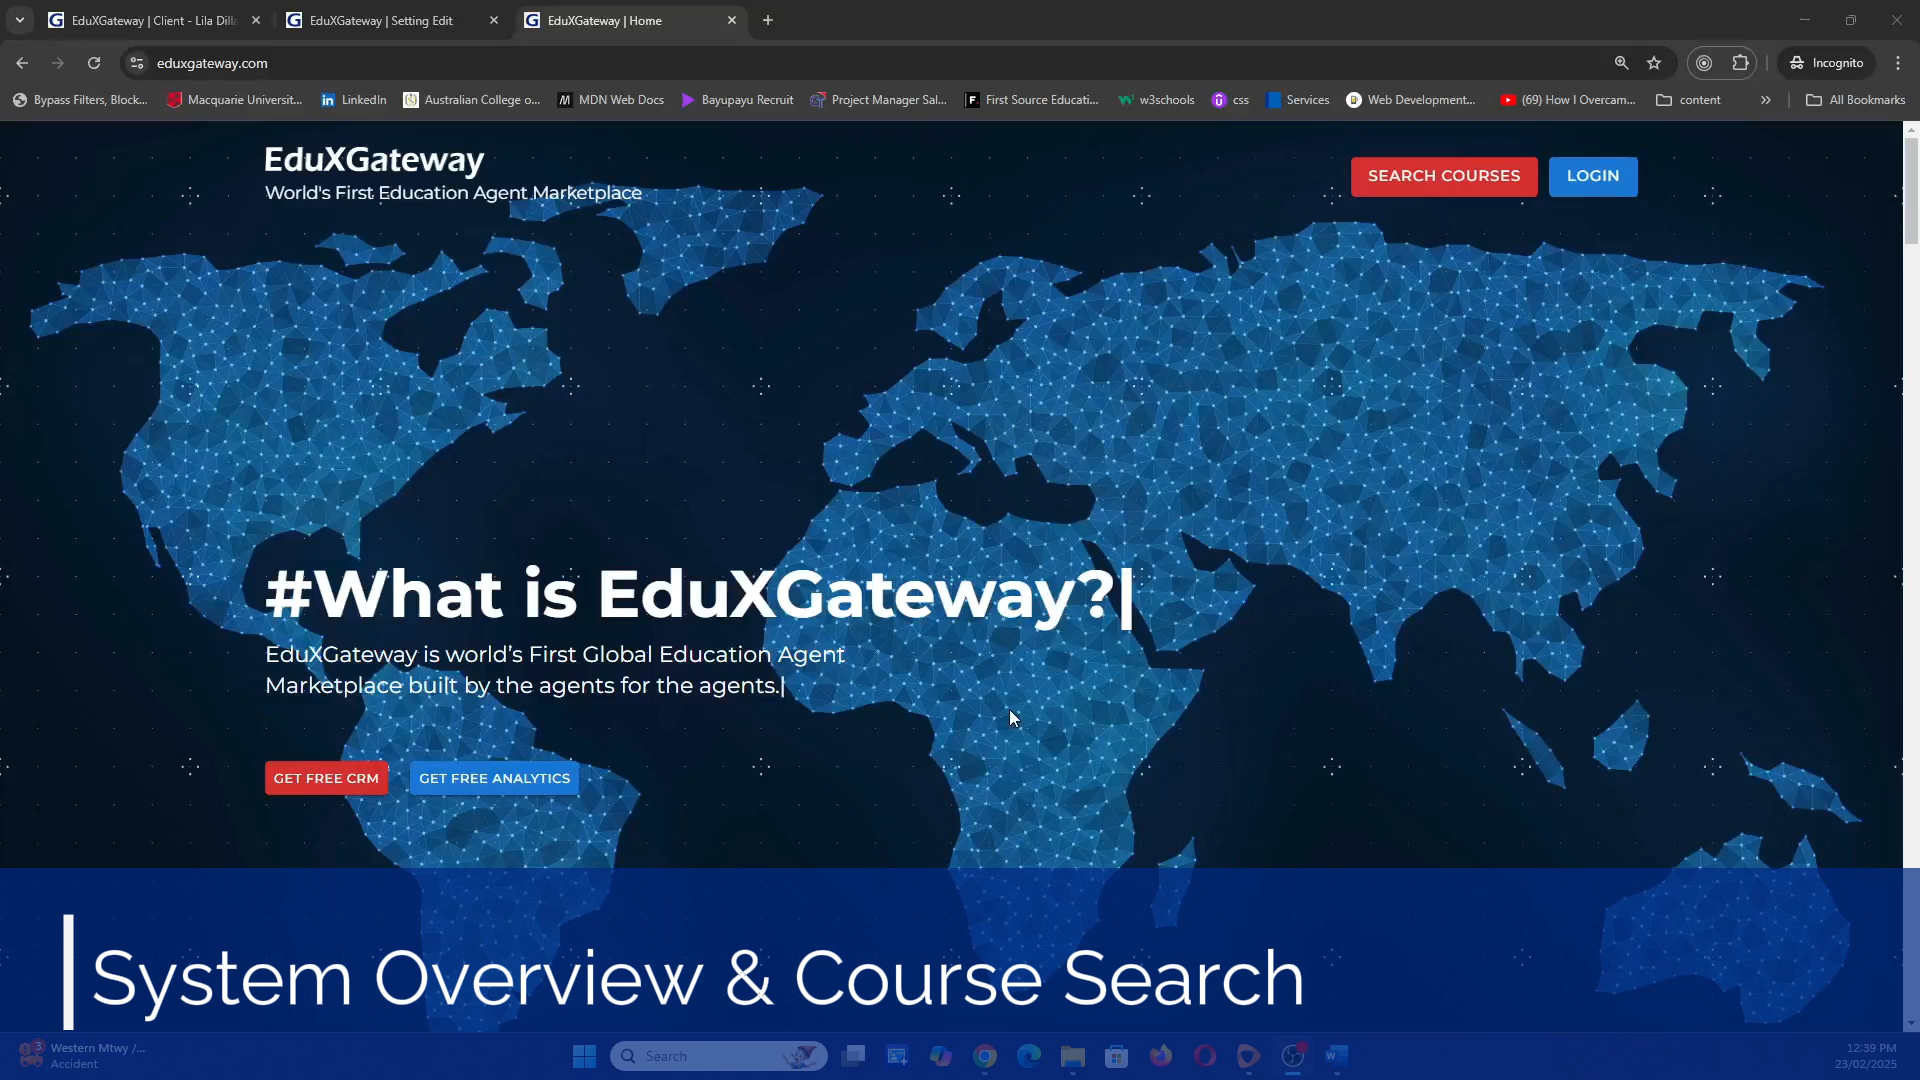 EduXGateway | Client - Lila Dilla
EduXGateway | Setting Edit
EduXGateway | Home
eduxgateway.com
Incognito
Bypass Filters, Block...
Macquarie Universit...
LinkedIn
Australian College o...
MDN Web Docs
Bayupayu Recruit
Project Manager Sal...
First Source Educati...
w3schools
css
Services
Web Development...
(69) How I Overcam...
content
All Bookmarks
EduXGateway
World's First Education Agent Marketplace
SEARCH COURSES
LOGIN
#What is EduXGateway?|
EduXGateway is world’s First Global Education Agent
Marketplace built by the agents for the agents.|
GET FREE CRM
GET FREE ANALYTICS
System Overview & Course Search
3
Western Mtwy /...
Accident
Search
12:39 PM
23/02/2025